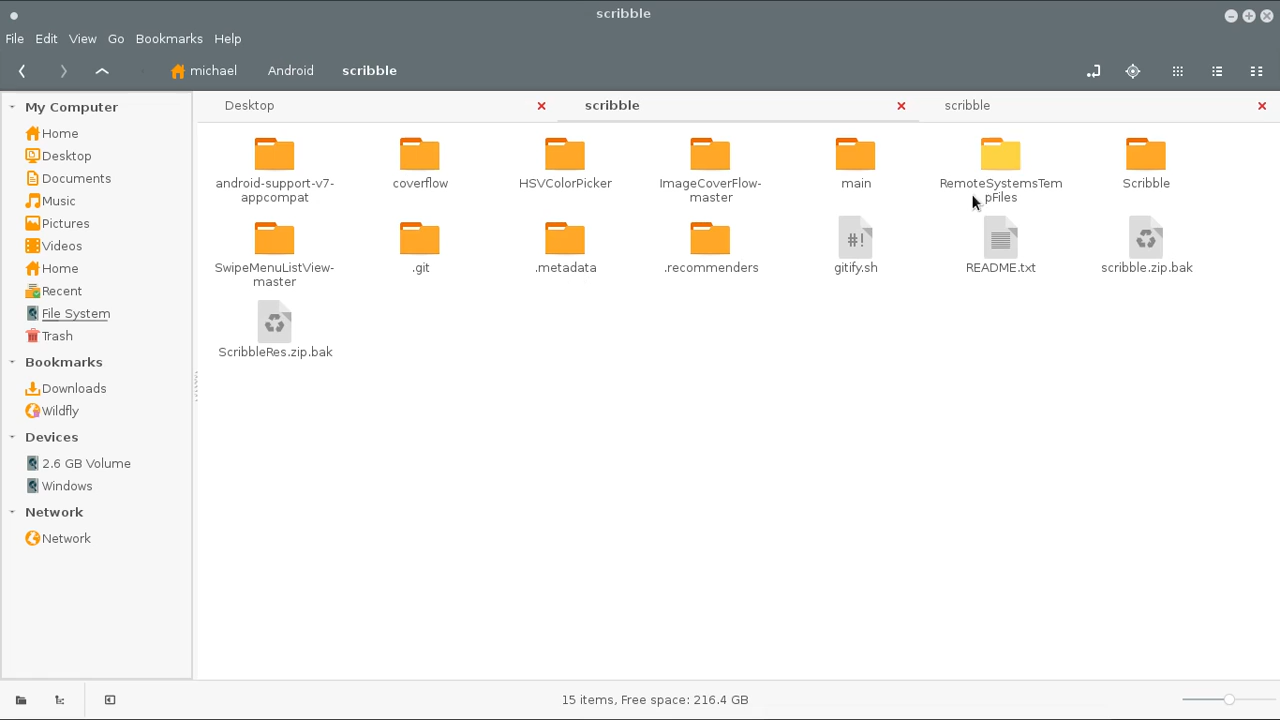 scribble
File Edit View Go Bookmarks Help
michael Android scribble
My Computer
Home
Desktop
Documents
Music
Pictures
Videos
Home
Recent
File System
Trash
Bookmarks
Downloads
Wildfly
Devices
2.6 GB Volume
Windows
Network
Network
Desktop scribble scribble
android-support-v7-
appcompat
coverflow
HSVColorPicker
ImageCoverFlow-
master
main
RemoteSystemsTem
pFiles
Scribble
SwipeMenuListView-
master
.git
.metadata
.recommenders
#!
gitify.sh
README.txt
scribble.zip.bak
ScribbleRes.zip.bak
15 items, Free space: 216.4 GB